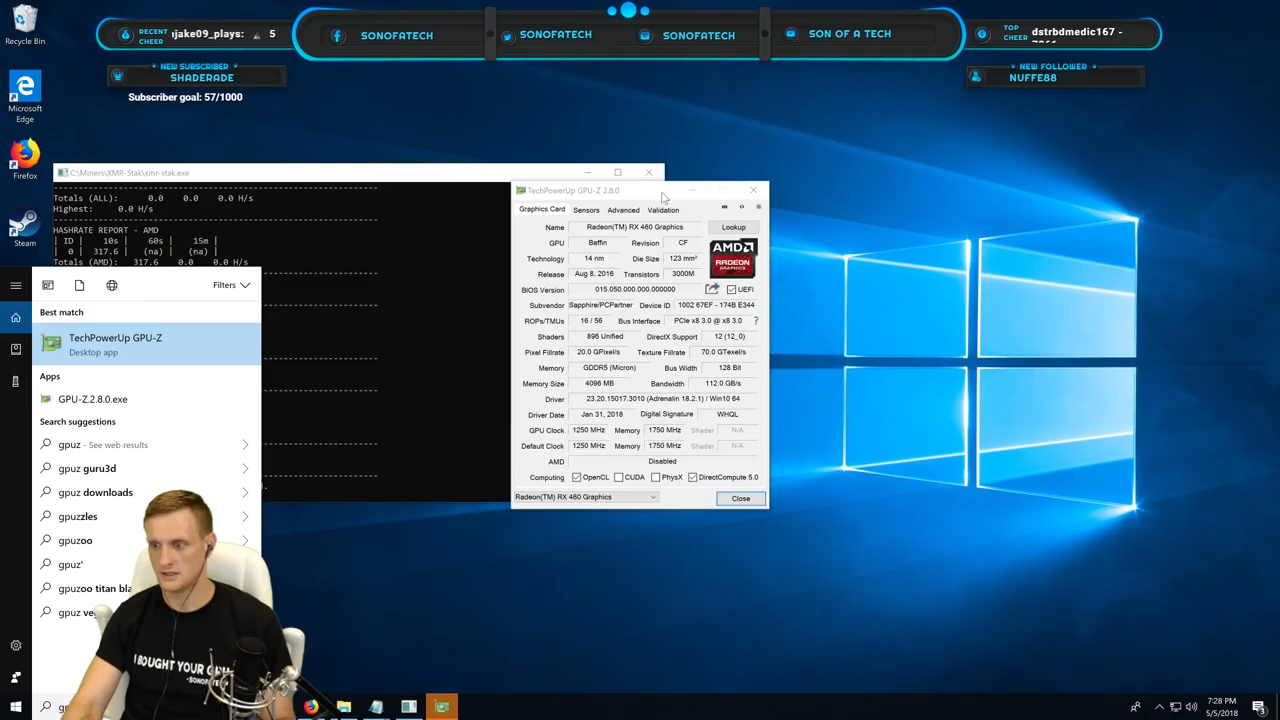 Recycle Bin
RECENT CHEER
ɩjake09_plays: 5
SONOFATECH
SONOFATECH
SONOFATECH
SON OF A TECH
TOP CHEER
dstrbdmedic167 -
NEW SUBSCRIBER
SHADERADE
NEW FOLLOWER
NUFFE88
Subscriber goal: 57/1000
Microsoft Edge
Firefox
Steam
C:\Miners\XMR-Stak\xmr-stak.exe
Totals (ALL): 0.0 0.0 0.0 H/s
Highest: 0.0 H/s
HASHRATE REPORT - AMD
| ID | 10s | 60s | 15m |
| 0 | 317.6 | (na) | (na) |
Totals (AMD): 317.6 0.0 0.0 H/s
TechPowerUp GPU-Z 2.8.0
Graphics Card Sensors Advanced Validation
Name Radeon(TM) RX 460 Graphics Lookup
GPU Baffin Revision CF
AMD RADEON GRAPHICS
Technology 14 nm Die Size 123 mm²
Release Aug 8, 2016 Transistors 3000M
BIOS Version 015.050.000.000.000000 UEFI
Subvendor Sapphire/PCPartner Device ID 1002 67EF - 174B E344
ROPs/TMUs 16 / 56 Bus Interface PCIe x8 3.0 @ x8 3.0 ?
Shaders 896 Unified DirectX Support 12 (12_0)
Pixel Fillrate 20.0 GPixel/s Texture Fillrate 70.0 GTexel/s
Memory GDDR5 (Micron) Bus Width 128 Bit
Memory Size 4096 MB Bandwidth 112.0 GB/s
Driver 23.20.15017.3010 (Adrenalin 18.2.1) / Win10 64
Driver Date Jan 31, 2018 Digital Signature WHQL
GPU Clock 1250 MHz Memory 1750 MHz Shader N/A
Default Clock 1250 MHz Memory 1750 MHz Shader N/A
AMD Disabled
Computing OpenCL CUDA PhysX DirectCompute 5.0
Radeon(TM) RX 460 Graphics Close
Filters
Best match
TechPowerUp GPU-Z
Desktop app
Apps
GPU-Z.2.8.0.exe
Search suggestions
gpuz - See web results
gpuz guru3d
gpuz downloads
gpuzzles
gpuzoo
gpuz'
gpuzoo titan bla
gpuz ve
I BOUGHT YOUR
-SONOFATECH
7:28 PM
5/5/2018